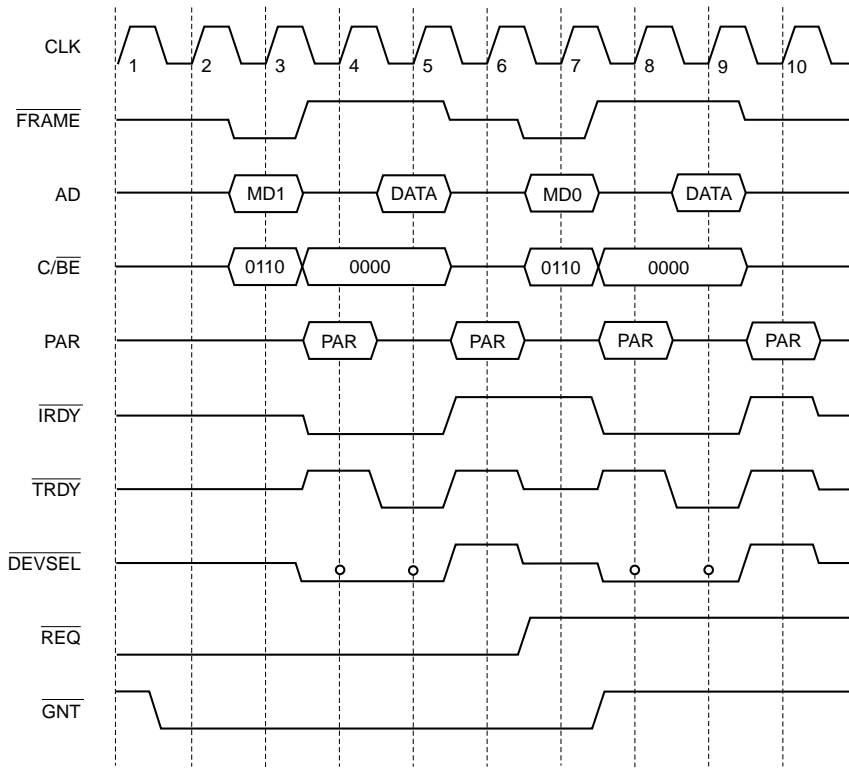 CLK
1 2 3 4 5 6 7 8 9 10
FRAME
AD MD1 DATA MD0 DATA
C/BE 0110 0000 0110 0000
PAR PAR PAR PAR PAR
IRDY
TRDY
DEVSEL
REQ
GNT